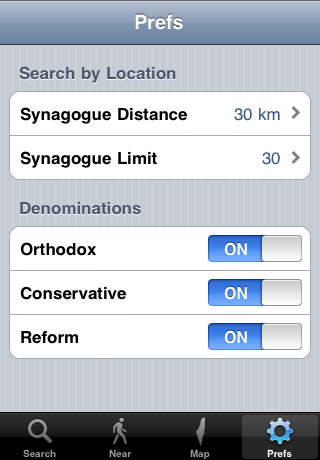 Prefs
Search by Location
Synagogue Distance 30 km
Synagogue Limit 30
Denominations
Orthodox ON
Conservative ON
Reform ON
Search Near Map Prefs